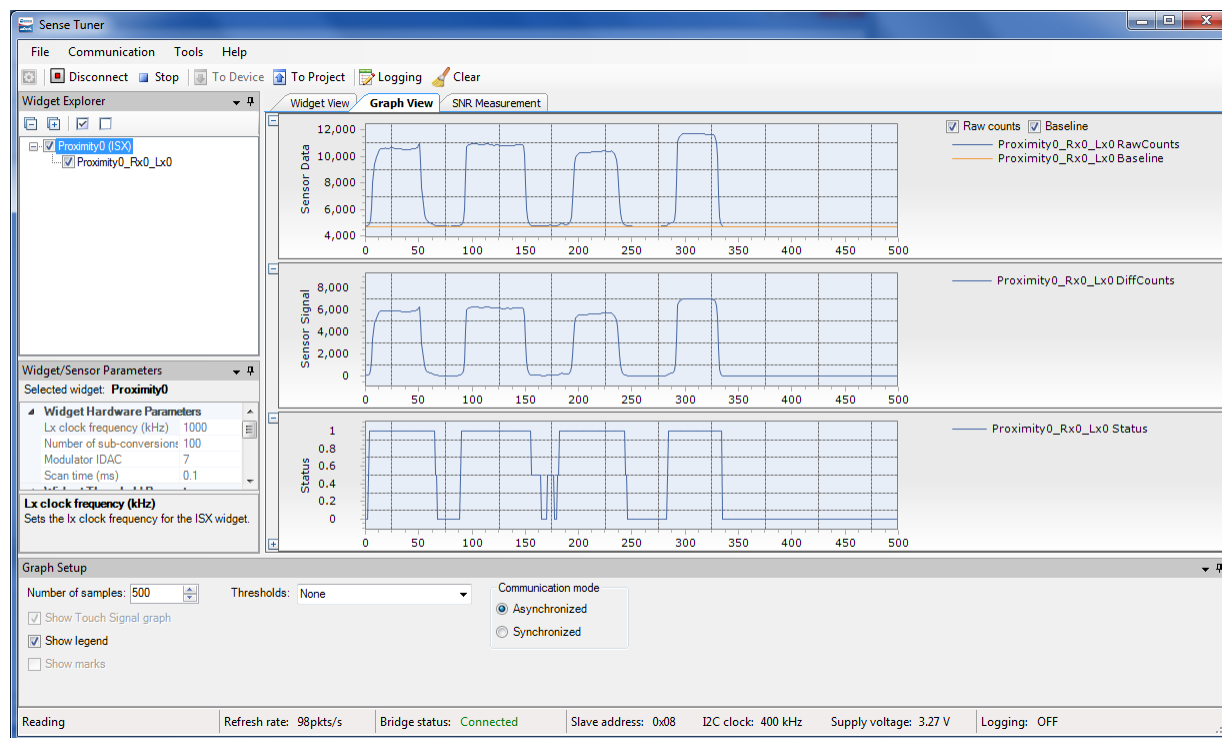 Sense Tuner
File Communication Tools Help
Disconnect Stop To Device To Project Logging Clear
Widget Explorer
Proximity0 (ISX)
Proximity0_Rx0_Lx0
Widget/Sensor Parameters
Selected widget: Proximity0
Widget Hardware Parameters
Lx clock frequency (kHz) 1000
Number of sub-conversions 100
Modulator IDAC 7
Scan time (ms) 0.1
Lx clock frequency (kHz)
Sets the lx clock frequency for the ISX widget.
Widget View Graph View SNR Measurement
Sensor Data
12,000
10,000
8,000
6,000
4,000
0 50 100 150 200 250 300 350 400 450 500
Raw counts Baseline
Proximity0_Rx0_Lx0 RawCounts
Proximity0_Rx0_Lx0 Baseline
Sensor Signal
8,000
6,000
4,000
2,000
0
0 50 100 150 200 250 300 350 400 450 500
Proximity0_Rx0_Lx0 DiffCounts
Status
1
0.8
0.6
0.4
0.2
0
0 50 100 150 200 250 300 350 400 450 500
Proximity0_Rx0_Lx0 Status
Graph Setup
Number of samples: 500
Show Touch Signal graph
Show legend
Show marks
Thresholds: None
Communication mode
Asynchronized
Synchronized
Reading Refresh rate: 98pkts/s Bridge status: Connected Slave address: 0x08 I2C clock: 400 kHz Supply voltage: 3.27 V Logging: OFF